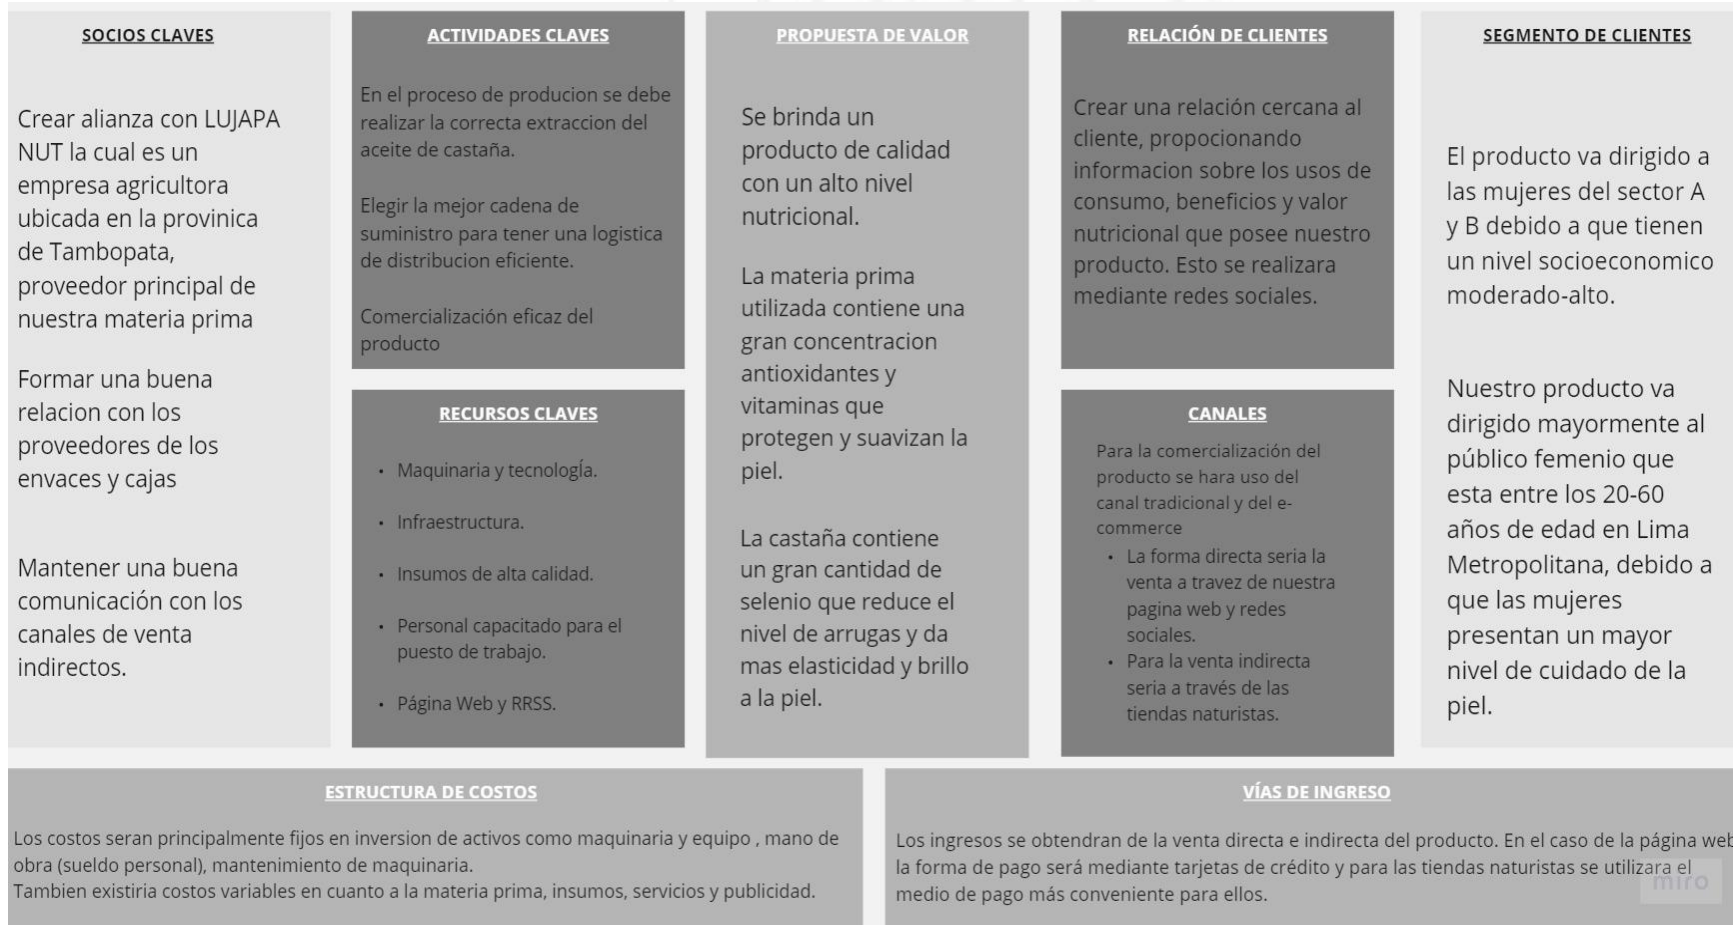 SOCIOS CLAVES
Crear alianza con LUJAPA
NUT la cual es un
empresa agricultora
ubicada en la provinica
de Tambopata,
proveedor principal de
nuestra materia prima
Formar una buena
relacion con los
proveedores de los
envaces y cajas
Mantener una buena
comunicación con los
canales de venta
indirectos.
ACTIVIDADES CLAVES
En el proceso de producion se debe
realizar la correcta extraccion del
aceite de castaña.
Elegir la mejor cadena de
suministro para tener una logistica
de distribucion eficiente.
Comercialización eficaz del
producto
RECURSOS CLAVES
• Maquinaria y tecnología.
• Infraestructura.
• Insumos de alta calidad.
• Personal capacitado para el
puesto de trabajo.
• Página Web y RRSS.
PROPUESTA DE VALOR
Se brinda un
producto de calidad
con un alto nivel
nutricional.
La materia prima
utilizada contiene una
gran concentracion
antioxidantes y
vitaminas que
protegen y suavizan la
piel.
La castaña contiene
un gran cantidad de
selenio que reduce el
nivel de arrugas y da
mas elasticidad y brillo
a la piel.
RELACIÓN DE CLIENTES
Crear una relación cercana al
cliente, propocionando
informacion sobre los usos de
consumo, beneficios y valor
nutricional que posee nuestro
producto. Esto se realizara
mediante redes sociales.
CANALES
Para la comercialización del
producto se hara uso del
canal tradicional y del e-
commerce
• La forma directa seria la
venta a travez de nuestra
pagina web y redes
sociales.
• Para la venta indirecta
seria a través de las
tiendas naturistas.
SEGMENTO DE CLIENTES
El producto va dirigido a
las mujeres del sector A
y B debido a que tienen
un nivel socioeconomico
moderado-alto.
Nuestro producto va
dirigido mayormente al
público femenio que
esta entre los 20-60
años de edad en Lima
Metropolitana, debido a
que las mujeres
presentan un mayor
nivel de cuidado de la
piel.
ESTRUCTURA DE COSTOS
Los costos seran principalmente fijos en inversion de activos como maquinaria y equipo , mano de
obra (sueldo personal), mantenimiento de maquinaria.
Tambien existiria costos variables en cuanto a la materia prima, insumos, servicios y publicidad.
VÍAS DE INGRESO
Los ingresos se obtendran de la venta directa e indirecta del producto. En el caso de la página web
la forma de pago será mediante tarjetas de crédito y para las tiendas naturistas se utilizara el
medio de pago más conveniente para ellos.
miro